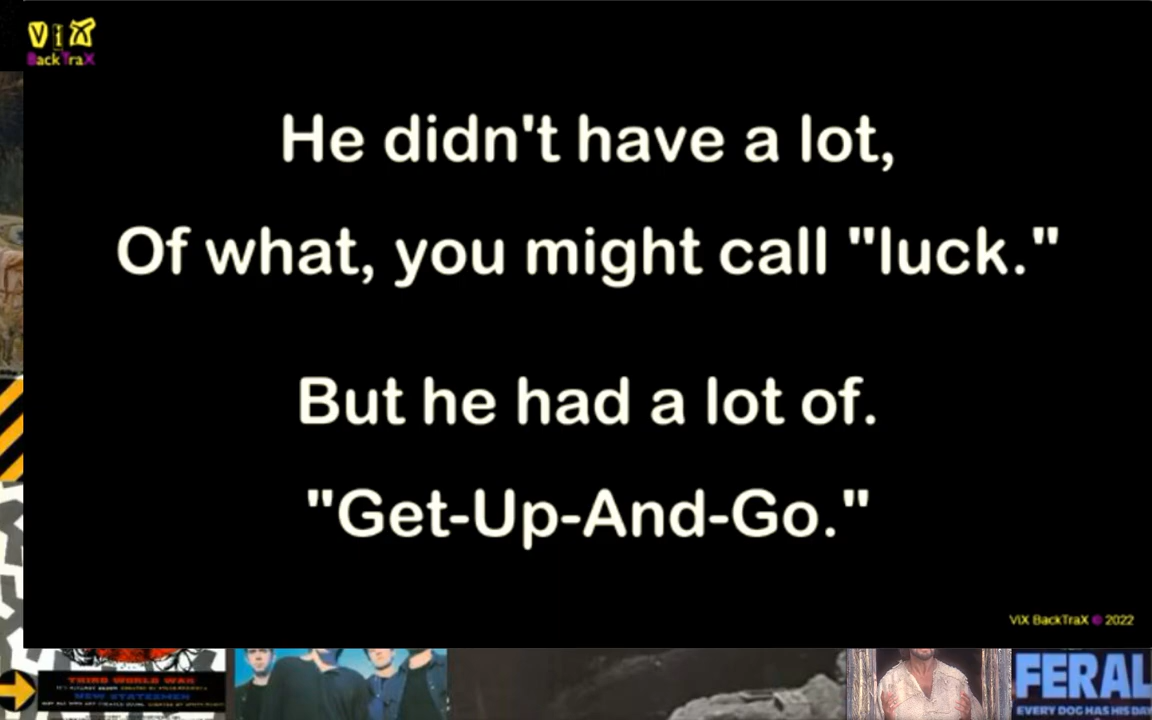 ViX
BackTraX
He didn't have a lot,
Of what, you might call "luck."
But he had a lot of.
"Get-Up-And-Go."
ViX BackTraX © 2022
THIRD WORLD WAR
NEW STATESMEN
FERAL
EVERY DOG HAS HIS DAY